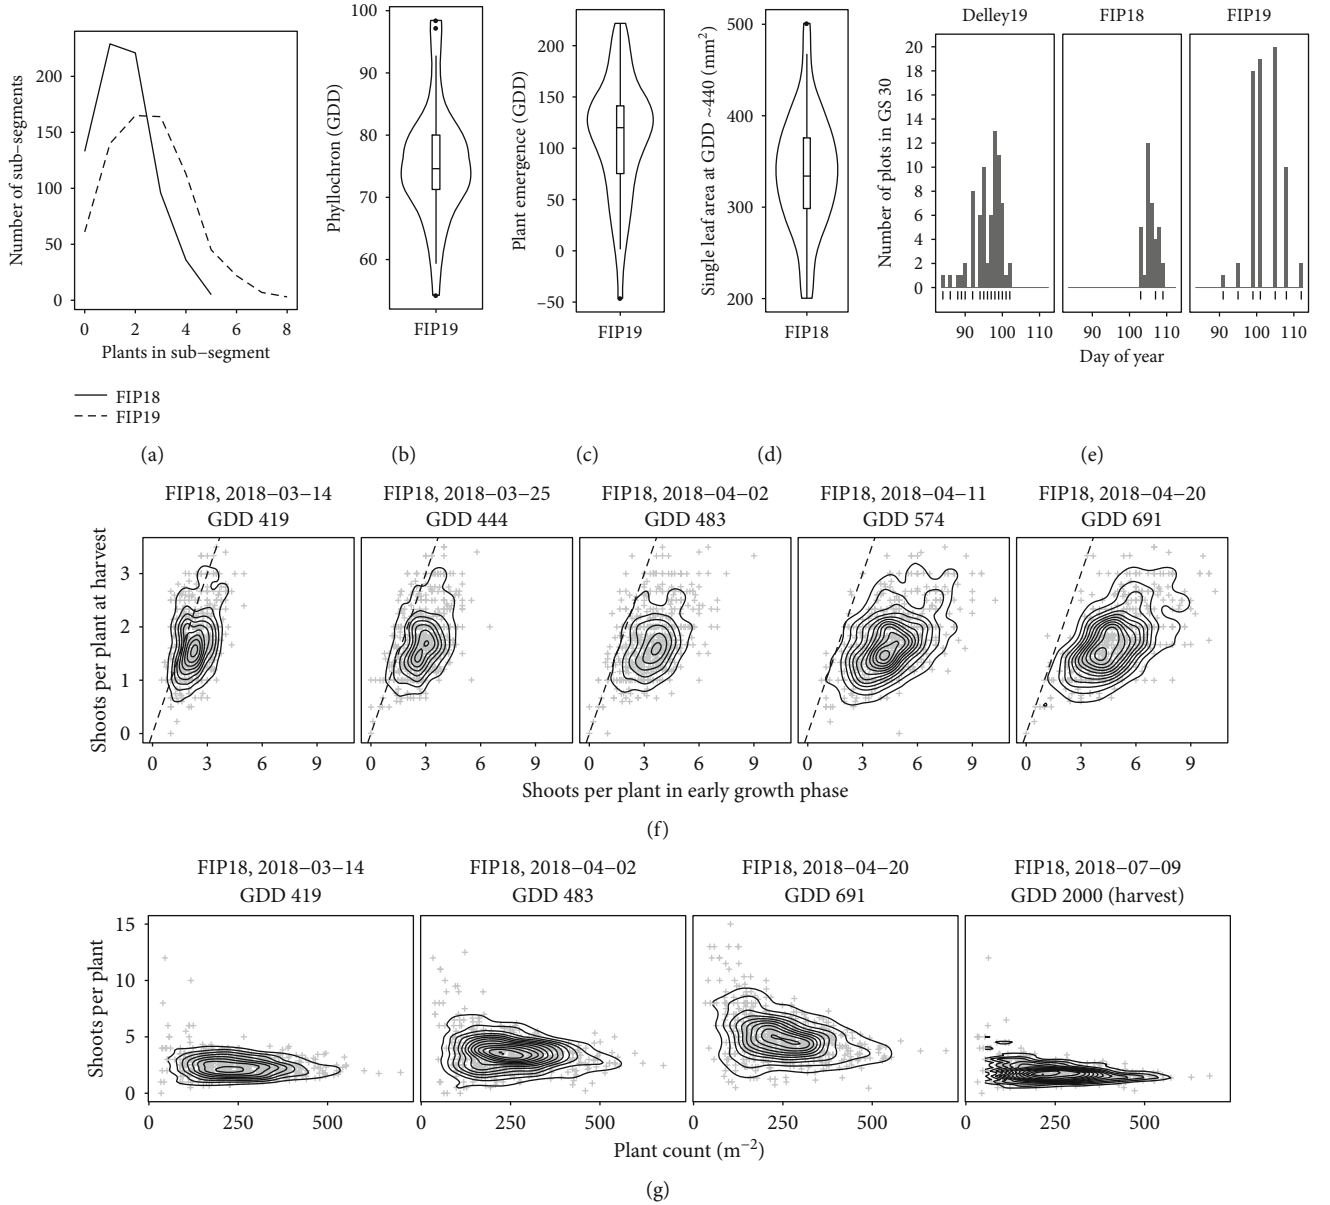 Number of sub−segments
0
50
100
150
200
0 2 4 6 8
Plants in sub−segment
FIP18
FIP19
(a)
Phyllochron (GDD)
100
90
80
70
60
FIP19
(b)
Plant emergence (GDD)
200
150
100
50
0
−50
FIP19
(c)
Single leaf area at GDD ~440 (mm²)
500
400
300
200
FIP18
(d)
Delley19 FIP18 FIP19
Number of plots in GS 30
20
18
16
14
12
10
8
6
4
2
0
90 100 110 90 100 110 90 100 110
Day of year
(e)
FIP18, 2018−03−14 FIP18, 2018−03−25 FIP18, 2018−04−02 FIP18, 2018−04−11 FIP18, 2018−04−20
GDD 419 GDD 444 GDD 483 GDD 574 GDD 691
Shoots per plant at harvest
3
2
1
0
0 3 6 9 0 3 6 9 0 3 6 9 0 3 6 9 0 3 6 9
Shoots per plant in early growth phase
(f)
FIP18, 2018−03−14 FIP18, 2018−04−02 FIP18, 2018−04−20 FIP18, 2018−07−09
GDD 419 GDD 483 GDD 691 GDD 2000 (harvest)
Shoots per plant
15
10
5
0
0 250 500 0 250 500 0 250 500 0 250 500
Plant count (m⁻²)
(g)